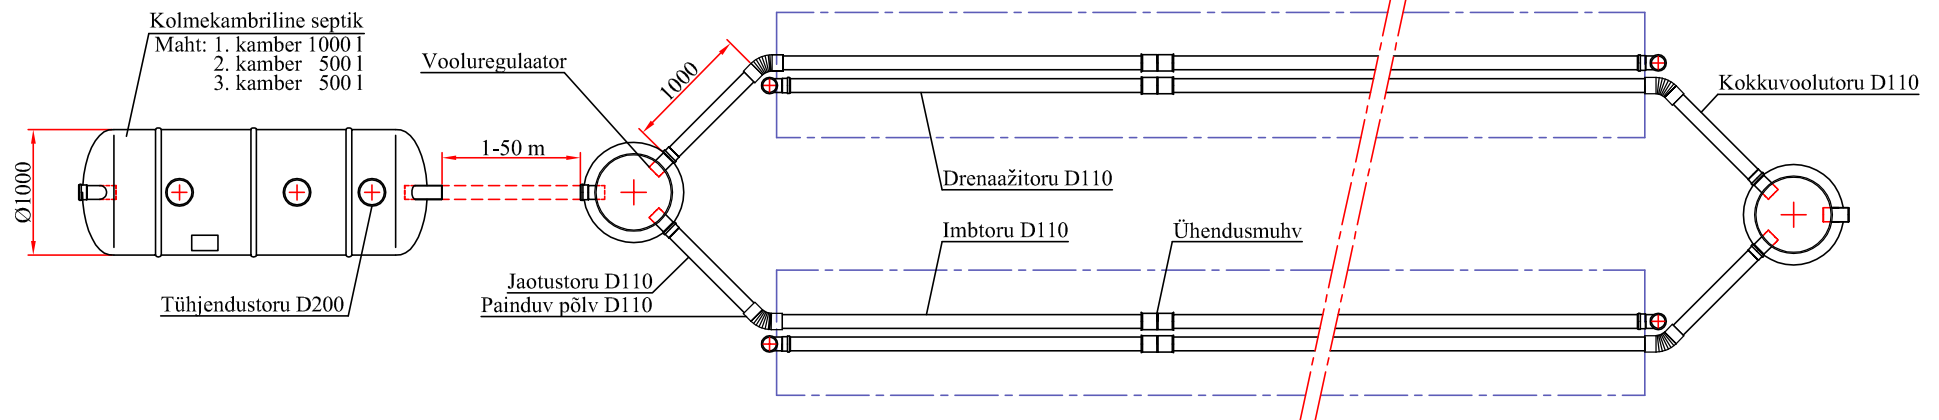 Kolmekambriline septik
Maht: 1. kamber 1000 l
2. kamber 500 l
3. kamber 500 l
Ø1000
Tühjendustoru D200
1-50 m
Vooluregulaator
1000
Jaotustoru D110
Painduv põlv D110
Drenaažitoru D110
Imbtoru D110
Ühendusmuhv
Kokkuvoolutoru D110